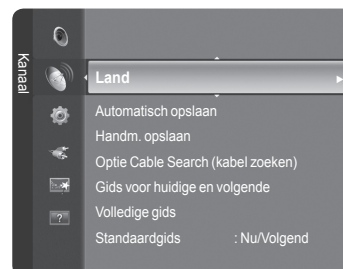 Kanaal
Land
Automatisch opslaan
Handm. opslaan
Optie Cable Search (kabel zoeken)
Gids voor huidige en volgende
Volledige gids
Standaardgids : Nu/Volgend